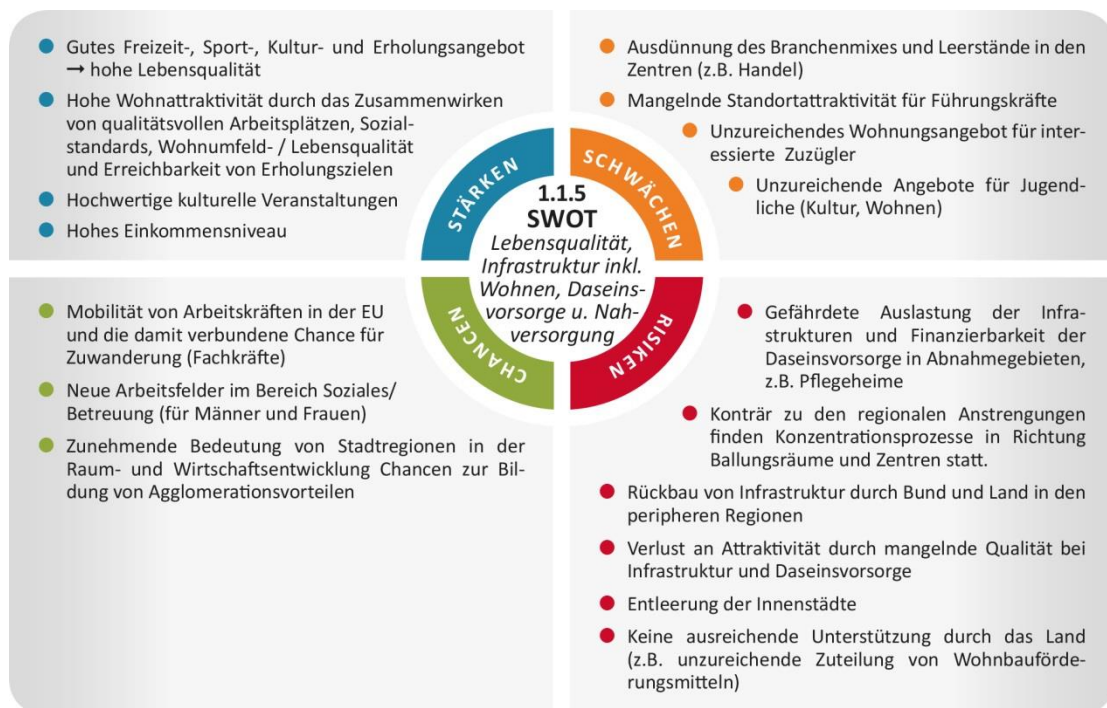 Gutes Freizeit-, Sport-, Kultur- und Erholungsangebot
→ hohe Lebensqualität
Hohe Wohnattraktivität durch das Zusammenwirken
von qualitätsvollen Arbeitsplätzen, Sozial-
standards, Wohnumfeld- / Lebensqualität
und Erreichbarkeit von Erholungszielen
Hochwertige kulturelle Veranstaltungen
Hohes Einkommensniveau
Ausdünnung des Branchenmixes und Leerstände in den
Zentren (z.B. Handel)
Mangelnde Standortattraktivität für Führungskräfte
Unzureichendes Wohnungsangebot für inter-
essierte Zuzügler
Unzureichende Angebote für Jugend-
liche (Kultur, Wohnen)
STÄRKEN
SCHWÄCHEN
1.1.5
SWOT
Lebensqualität,
Infrastruktur inkl.
Wohnen, Daseins-
vorsorge u. Nah-
versorgung
CHANCEN
RISIKEN
Mobilität von Arbeitskräften in der EU
und die damit verbundene Chance für
Zuwanderung (Fachkräfte)
Neue Arbeitsfelder im Bereich Soziales/
Betreuung (für Männer und Frauen)
Zunehmende Bedeutung von Stadtregionen in der
Raum- und Wirtschaftsentwicklung Chancen zur Bil-
dung von Agglomerationsvorteilen
Gefährdete Auslastung der Infra-
strukturen und Finanzierbarkeit der
Daseinsvorsorge in Abnahmegebieten,
z.B. Pflegeheime
Konträr zu den regionalen Anstrengungen
finden Konzentrationsprozesse in Richtung
Ballungsräume und Zentren statt.
Rückbau von Infrastruktur durch Bund und Land in den
peripheren Regionen
Verlust an Attraktivität durch mangelnde Qualität bei
Infrastruktur und Daseinsvorsorge
Entleerung der Innenstädte
Keine ausreichende Unterstützung durch das Land
(z.B. unzureichende Zuteilung von Wohnbauförde-
rungsmitteln)